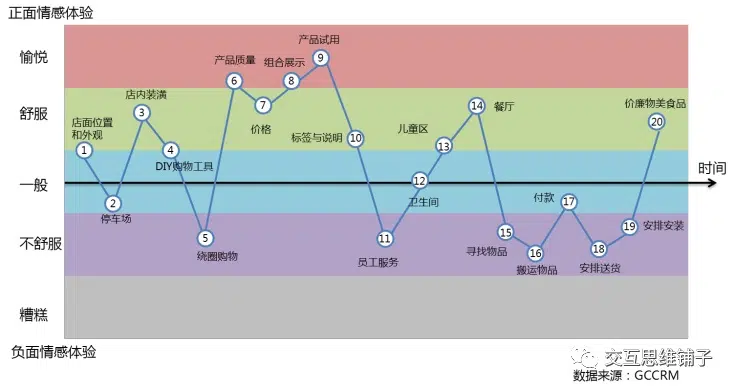 正面情感体验
愉悦
舒服
一般
不舒服
糟糕
负面情感体验
时间
店面位置
和外观
1
停车场
2
店内装潢
3
DIY购物工具
4
绕圈购物
5
产品质量
6
价格
7
组合展示
8
产品试用
9
标签与说明
10
员工服务
11
卫生间
12
儿童区
13
餐厅
14
寻找物品
15
搬运物品
16
付款
17
安排送货
18
安排安装
19
价廉物美食品
20
交互思维铺子
数据来源：GCCRM